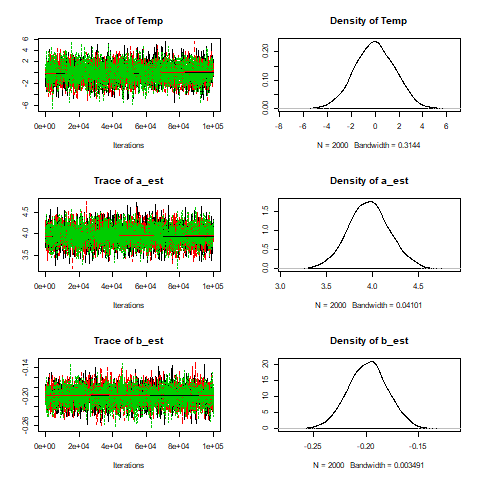 Trace of Temp
6
4
2
0
-2
-6
0e+00 2e+04 4e+04 6e+04 8e+04 1e+05
Iterations
Density of Temp
0.20
0.10
0.00
-8 -6 -4 -2 0 2 4 6
N = 2000 Bandwidth = 0.3144
Trace of a_est
4.5
4.0
3.5
0e+00 2e+04 4e+04 6e+04 8e+04 1e+05
Iterations
Density of a_est
1.5
1.0
0.5
0.0
3.0 3.5 4.0 4.5
N = 2000 Bandwidth = 0.04101
Trace of b_est
-0.14
-0.20
-0.26
0e+00 2e+04 4e+04 6e+04 8e+04 1e+05
Iterations
Density of b_est
20
15
10
5
0
-0.25 -0.20 -0.15
N = 2000 Bandwidth = 0.003491